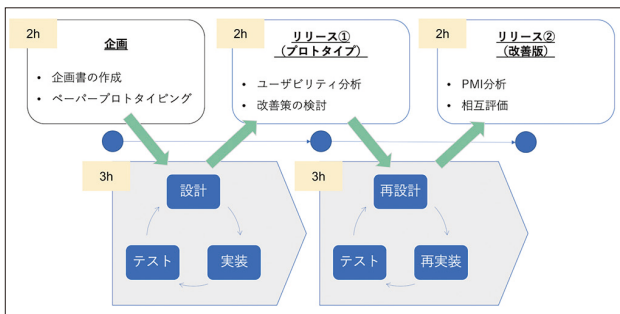 2h
企画
• 企画書の作成
• ペーパープロトタイピング
2h
リリース①
（プロトタイプ）
• ユーザビリティ分析
• 改善策の検討
2h
リリース②
（改善版）
• PMI分析
• 相互評価
3h
設計
テスト
実装
3h
再設計
テスト
再実装